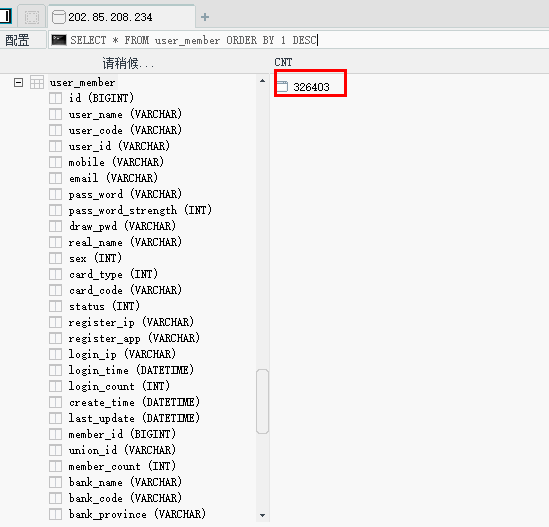 202.85.208.234
配置
SELECT * FROM user_member ORDER BY 1 DESC
请稍候...
CNT
326403
user_member
id (BIGINT)
user_name (VARCHAR)
user_code (VARCHAR)
user_id (VARCHAR)
mobile (VARCHAR)
email (VARCHAR)
pass_word (VARCHAR)
pass_word_strength (INT)
draw_pwd (VARCHAR)
real_name (VARCHAR)
sex (INT)
card_type (INT)
card_code (VARCHAR)
status (INT)
register_ip (VARCHAR)
register_app (VARCHAR)
login_ip (VARCHAR)
login_time (DATETIME)
login_count (INT)
create_time (DATETIME)
last_update (DATETIME)
member_id (BIGINT)
union_id (VARCHAR)
member_count (INT)
bank_name (VARCHAR)
bank_code (VARCHAR)
bank_province (VARCHAR)